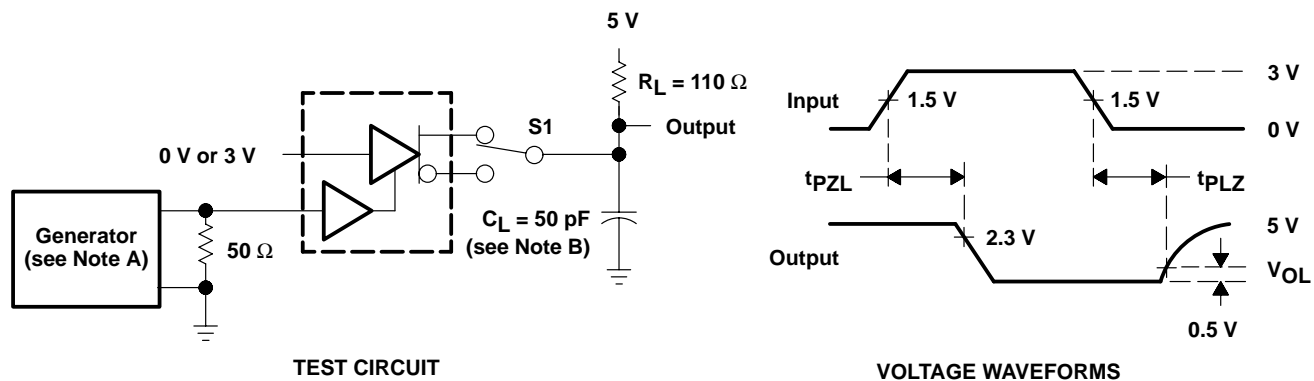 5 V
RL = 110 Ω
Output
S1
0 V or 3 V
CL = 50 pF
(see Note B)
Generator
(see Note A)
50 Ω
TEST CIRCUIT
Input
1.5 V
1.5 V
3 V
0 V
tPZL
tPLZ
Output
2.3 V
5 V
VOL
0.5 V
VOLTAGE WAVEFORMS